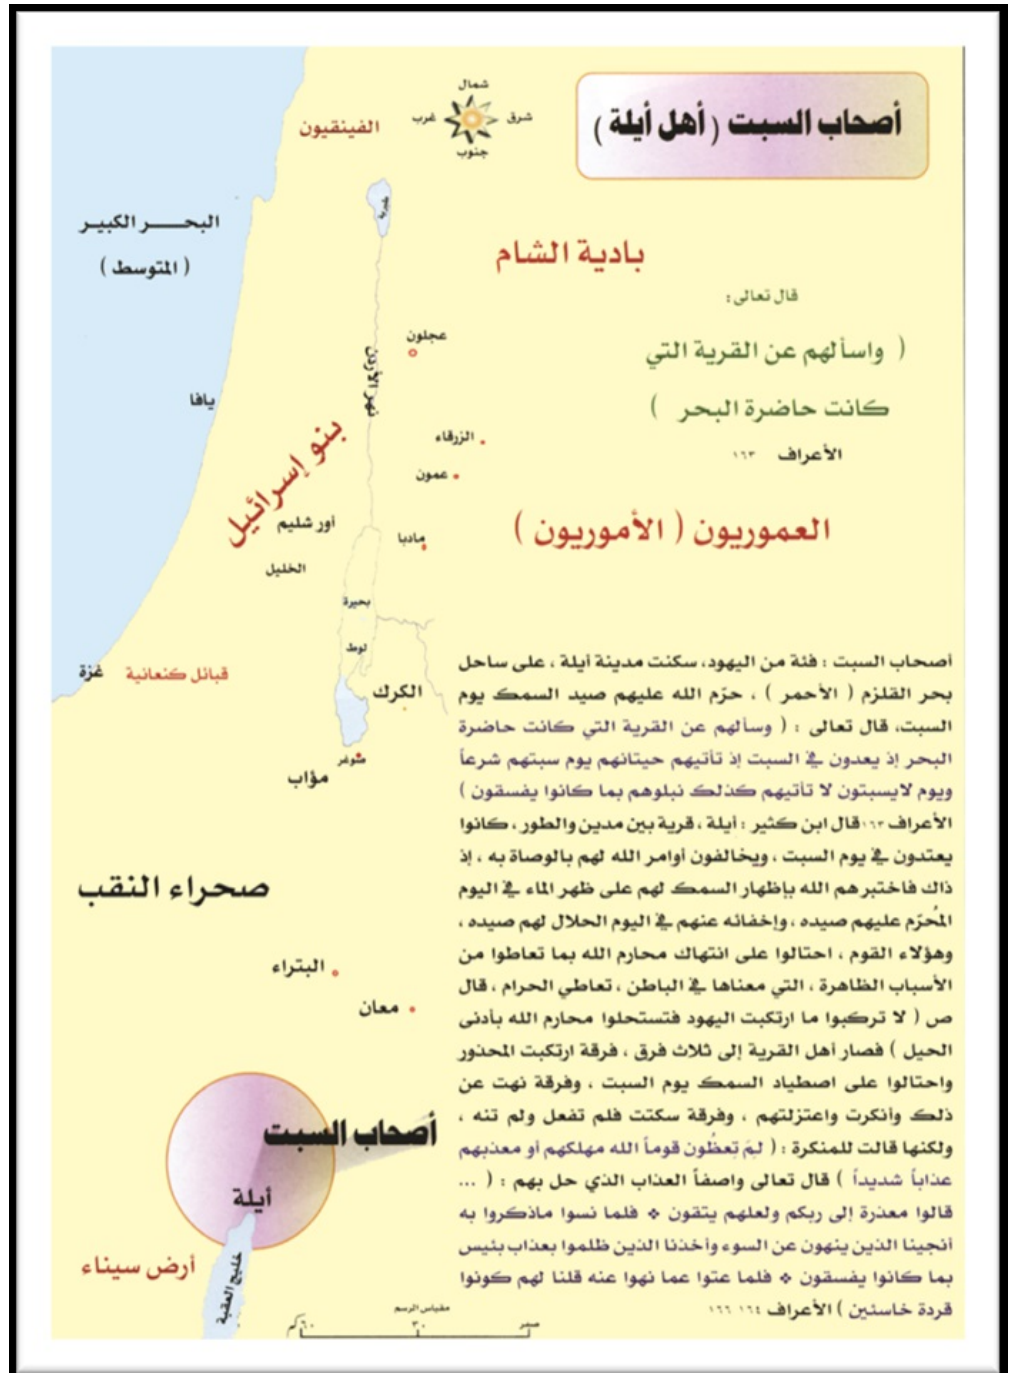 أصحاب السبت ( أهل أيلة )
شمال
شرق
غرب
جنوب
الفينقيون
البحـــر الكبيـر
( المتوسط )
طبرية
بادية الشام
قال تعالى :
( واسألهم عن القرية التي
كانت حاضرة البحر )
الأعراف ١٦٣
عجلون
نهر الأردن
يافا
الزرقاء
عمون
بنو إسرائيل
أور شليم
مادبا
العموريون ( الأموريون )
الخليل
بحيرة
لوط
غزة
قبائل كنعانية
الكرك
صوغر
مؤاب
صحراء النقب
البتراء
معان
أصحاب السبت
أيلة
خليج العقبة
أرض سيناء
أصحاب السبت : فئة من اليهود، سكنت مدينة أيلة ، على ساحل
بحر القلزم ( الأحمر ) ، حرّم الله عليهم صيد السمك يوم
السبت، قال تعالى : ( وسألهم عن القرية التي كانت حاضرة
البحر إذ يعدون في السبت إذ تأتيهم حيتانهم يوم سبتهم شرعاً
ويوم لايسبتون لا تأتيهم كذلك نبلوهم بما كانوا يفسقون )
الأعراف ١٦٣، قال ابن كثير : أيلة ، قرية بين مدين والطور ، كانوا
يعتدون في يوم السبت ، ويخالفون أوامر الله لهم بالوصاة به ، إذ
ذاك فاختبرهم الله بإظهار السمك لهم على ظهر الماء في اليوم
المُحرّم عليهم صيده ، وإخفائه عنهم في اليوم الحلال لهم صيده ،
وهؤلاء القوم ، احتالوا على انتهاك محارم الله بما تعاطوا من
الأسباب الظاهرة ، التي معناها في الباطن ، تعاطي الحرام ، قال
ص ( لا تركبوا ما ارتكبت اليهود فتستحلوا محارم الله بأدنى
الحيل ) فصار أهل القرية إلى ثلاث فرق ، فرقة ارتكبت المحذور
واحتالوا على اصطياد السمك يوم السبت ، وفرقة نهت عن
ذلك وأنكرت واعتزلتهم ، وفرقة سكتت فلم تفعل ولم تنه ،
ولكنها قالت للمنكرة : ( لمَ تعظُون قوماً الله مهلكهم أو معذبهم
عذاباً شديداً ) قال تعالى واصفاً العذاب الذي حل بهم : ( ...
قالوا معذرة إلى ربكم ولعلهم يتقون ❖ فلما نسوا ماذكروا به
أنجينا الذين ينهون عن السوء وأخذنا الذين ظلموا بعذاب بئيس
بما كانوا يفسقون ❖ فلما عتوا عما نهوا عنه قلنا لهم كونوا
قردة خاسئين ) الأعراف ١٦٤ ١٦٦
مقياس الرسم
صفر ٣٠ ٦٠كم